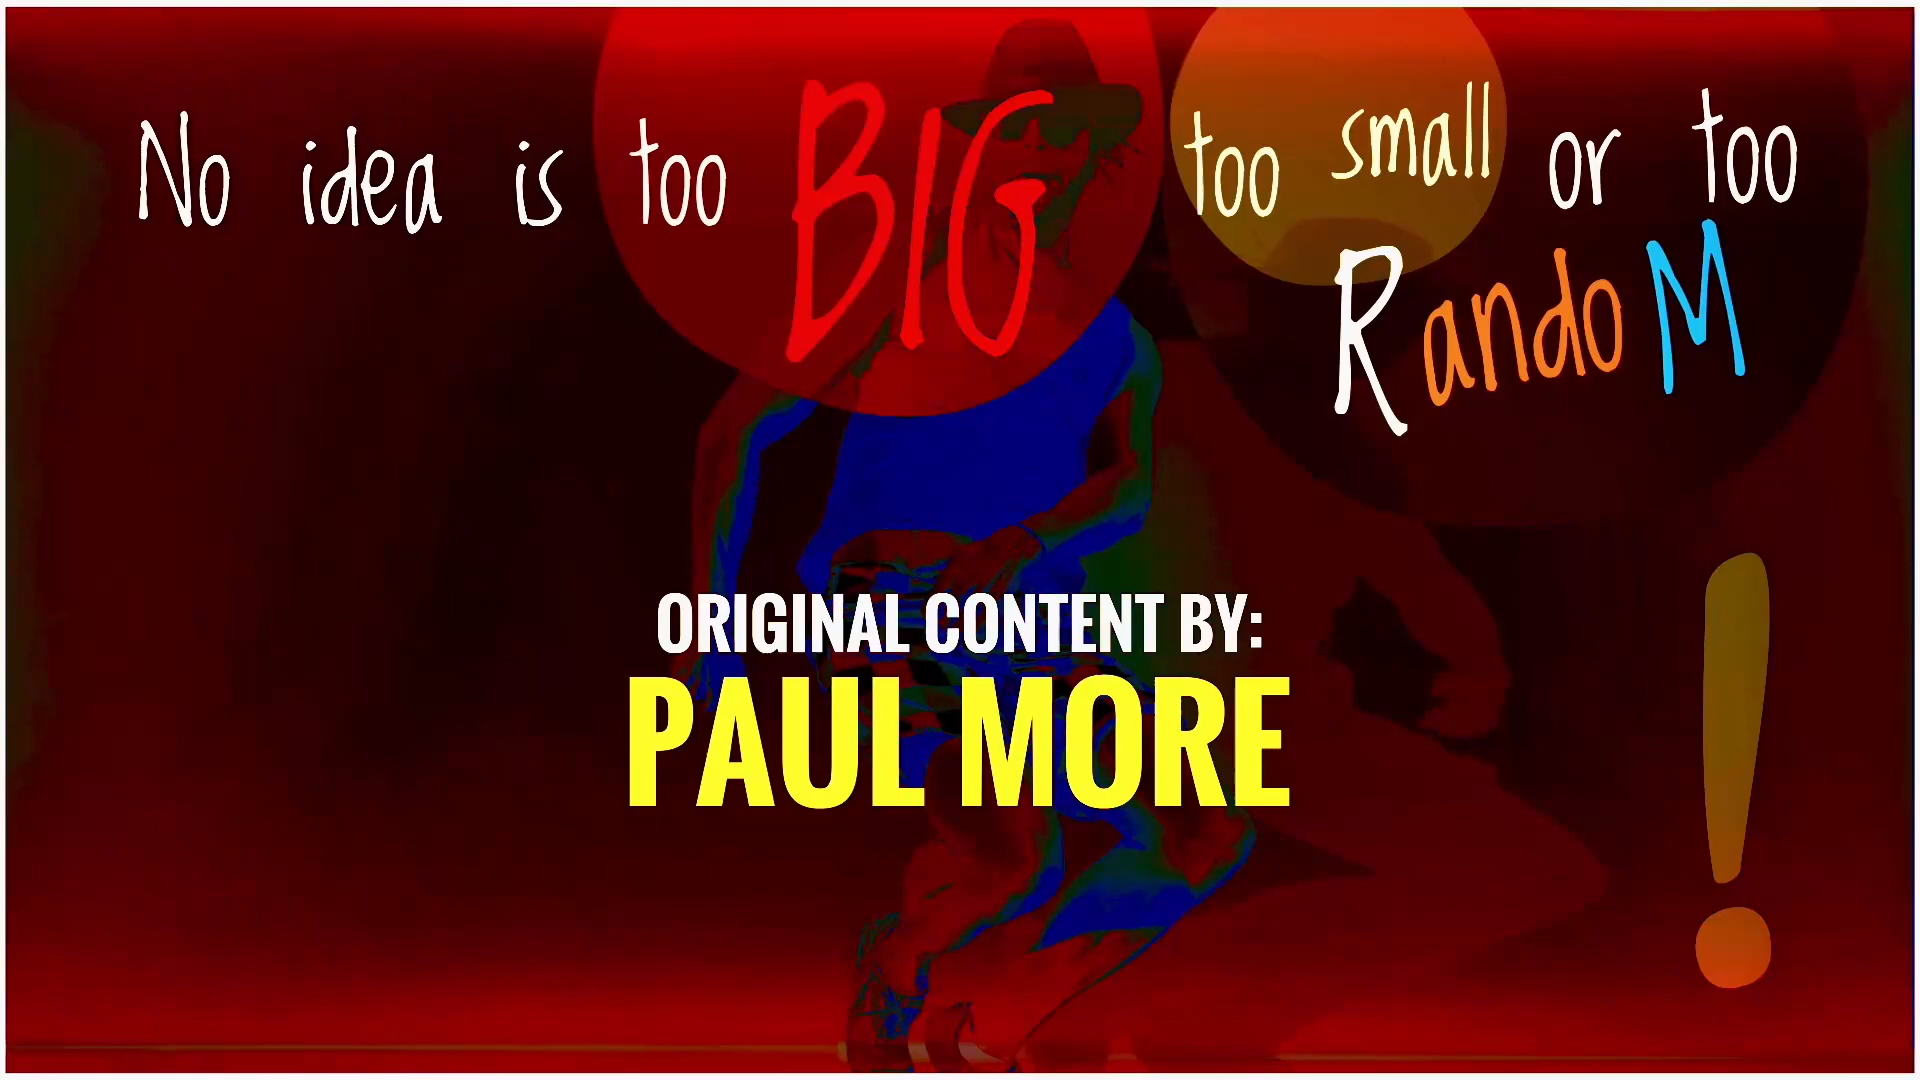 No idea is too BIG too small or too
RandoM
!
ORIGINAL CONTENT BY:
PAUL MORE